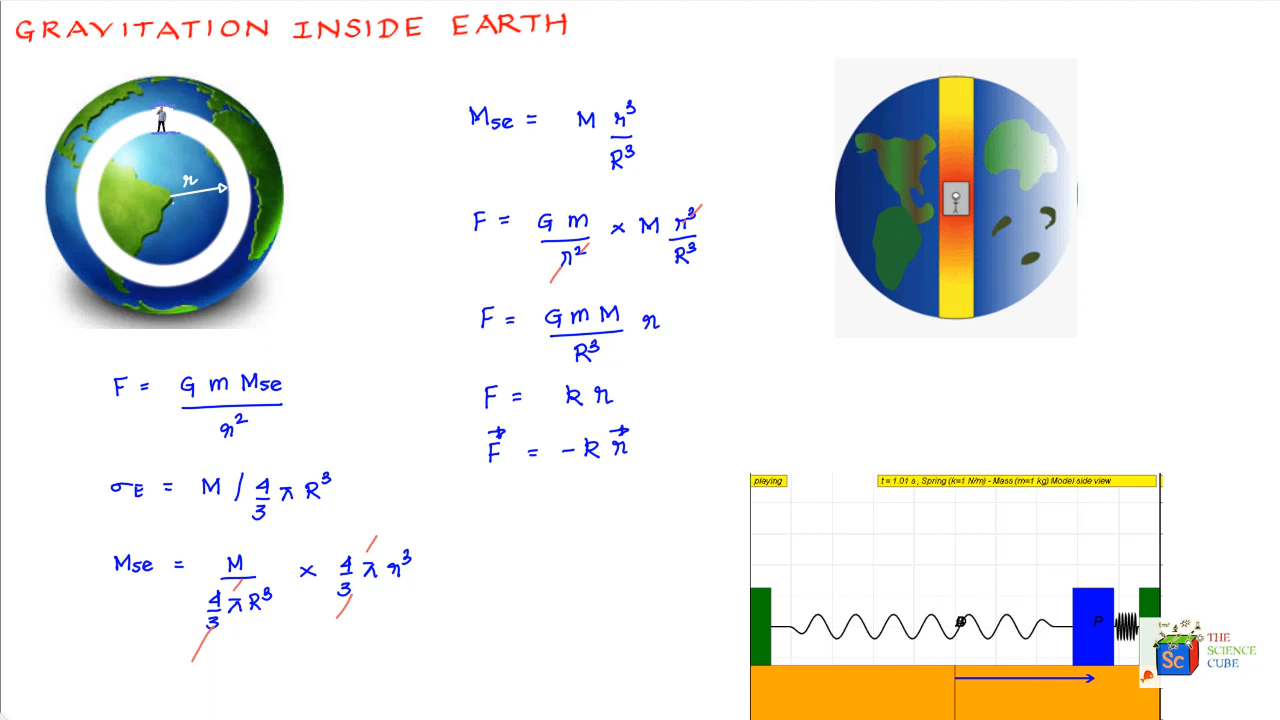 GRAVITATION INSIDE EARTH
r
F = G m Mse / r²
σE = M / 4/3 π R³
Mse = M / (4/3 π R³) × 4/3 π r³
Mse = M r³ / R³
F = G m / r² × M r³ / R³
F = G m M / R³ r
F = k r
F⃗ = - k r⃗
playing
t = 1.01 s , Spring (k=1 N/m) - Mass (m=1 kg) Model side view
P
Sc
THE
SCIENCE
CUBE